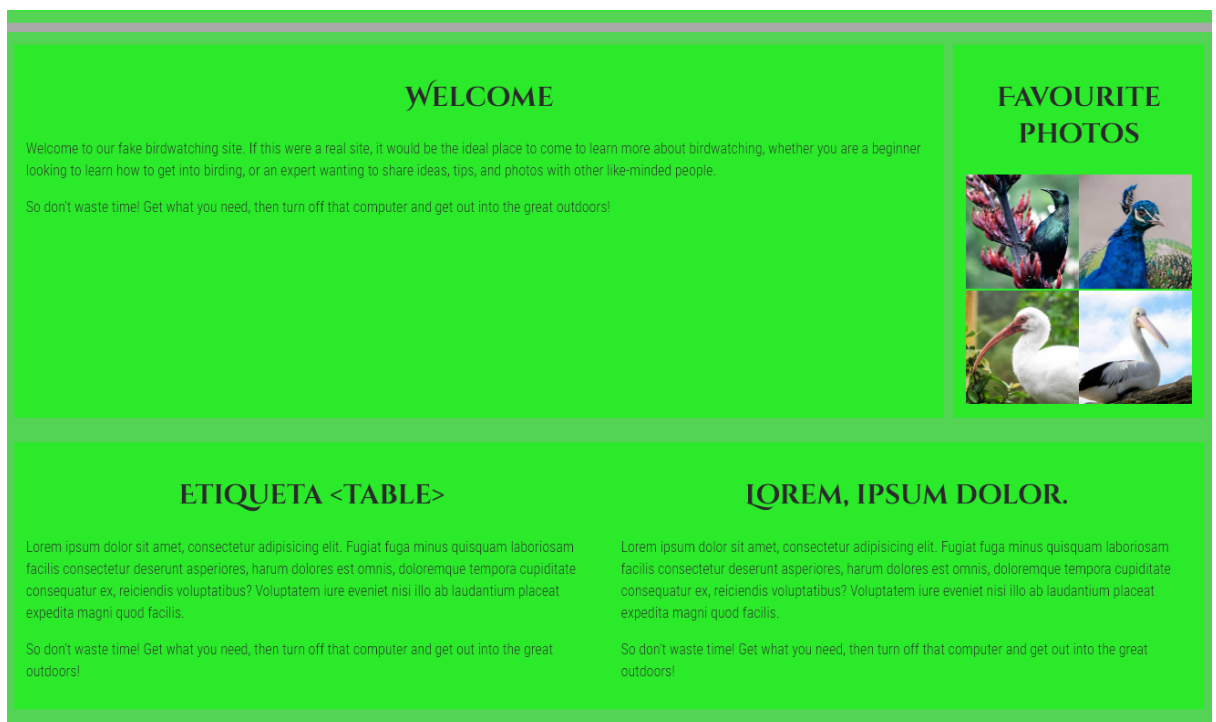 Welcome
Welcome to our fake birdwatching site. If this were a real site, it would be the ideal place to come to learn more about birdwatching, whether you are a beginner
looking to learn how to get into birding, or an expert wanting to share ideas, tips, and photos with other like-minded people.
So don't waste time! Get what you need, then turn off that computer and get out into the great outdoors!
Favourite
photos
Etiqueta <table>
Lorem ipsum dolor sit amet, consectetur adipisicing elit. Fugiat fuga minus quisquam laboriosam
facilis consectetur deserunt asperiores, harum dolores est omnis, doloremque tempora cupiditate
consequatur ex, reiciendis voluptatibus? Voluptatem iure eveniet nisi illo ab laudantium placeat
expedita magni quod facilis.
So don't waste time! Get what you need, then turn off that computer and get out into the great
outdoors!
Lorem, ipsum dolor.
Lorem ipsum dolor sit amet, consectetur adipisicing elit. Fugiat fuga minus quisquam laboriosam
facilis consectetur deserunt asperiores, harum dolores est omnis, doloremque tempora cupiditate
consequatur ex, reiciendis voluptatibus? Voluptatem iure eveniet nisi illo ab laudantium placeat
expedita magni quod facilis.
So don't waste time! Get what you need, then turn off that computer and get out into the great
outdoors!